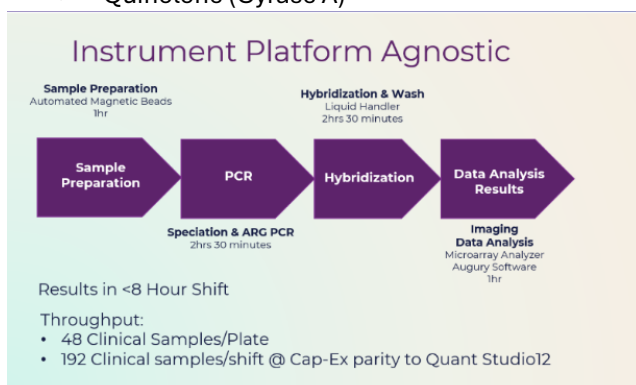 Quinolone (Gyrase A)
Instrument Platform Agnostic
Sample Preparation
Automated Magnetic Beads
1hr
Hybridization & Wash
Liquid Handler
2hrs 30 minutes
Sample
Preparation
PCR
Hybridization
Data Analysis
Results
Speciation & ARG PCR
2hrs 30 minutes
Imaging
Data Analysis
Microarray Analyzer
Augury Software
1hr
Results in <8 Hour Shift
Throughput:
• 48 Clinical Samples/Plate
• 192 Clinical samples/shift @ Cap-Ex parity to Quant Studio12